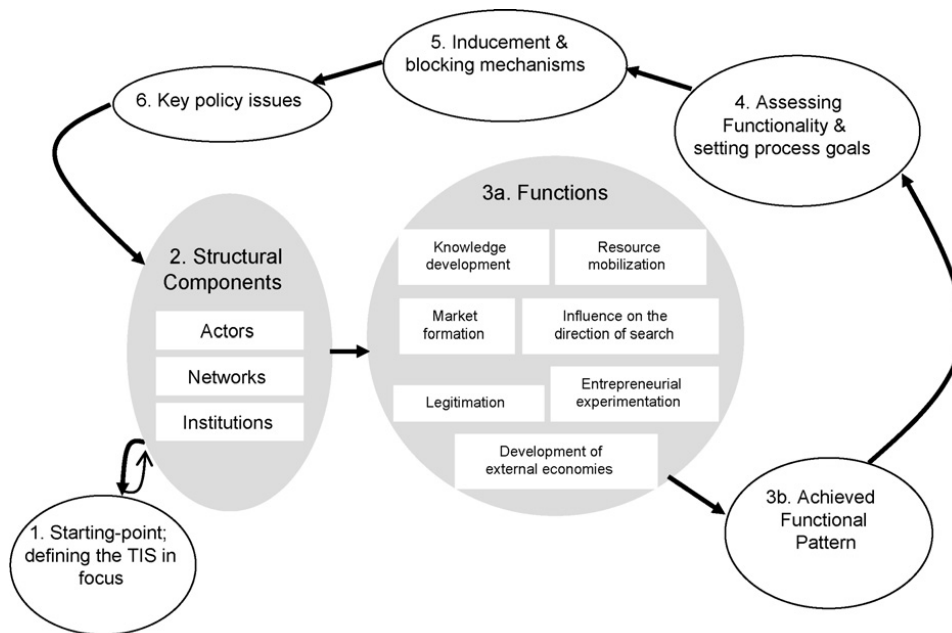 5. Inducement &
blocking mechanisms
6. Key policy issues
4. Assessing
Functionality &
setting process goals
3a. Functions
2. Structural
Components
Knowledge
development
Resource
mobilization
Actors
Market
formation
Influence on the
direction of search
Networks
Institutions
Legitimation
Entrepreneurial
experimentation
Development of
external economies
1. Starting-point;
defining the TIS in
focus
3b. Achieved
Functional
Pattern